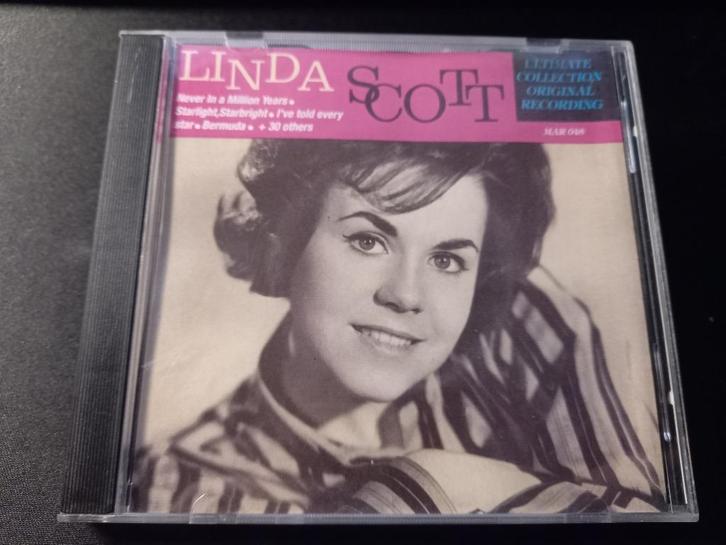 LINDA SCOTT
Never in a Million Years •
Starlight,Starbright • I've told every
star • Bermuda • + 30 others
ULTIMATE
COLLECTION
ORIGINAL
RECORDING
MAR 048